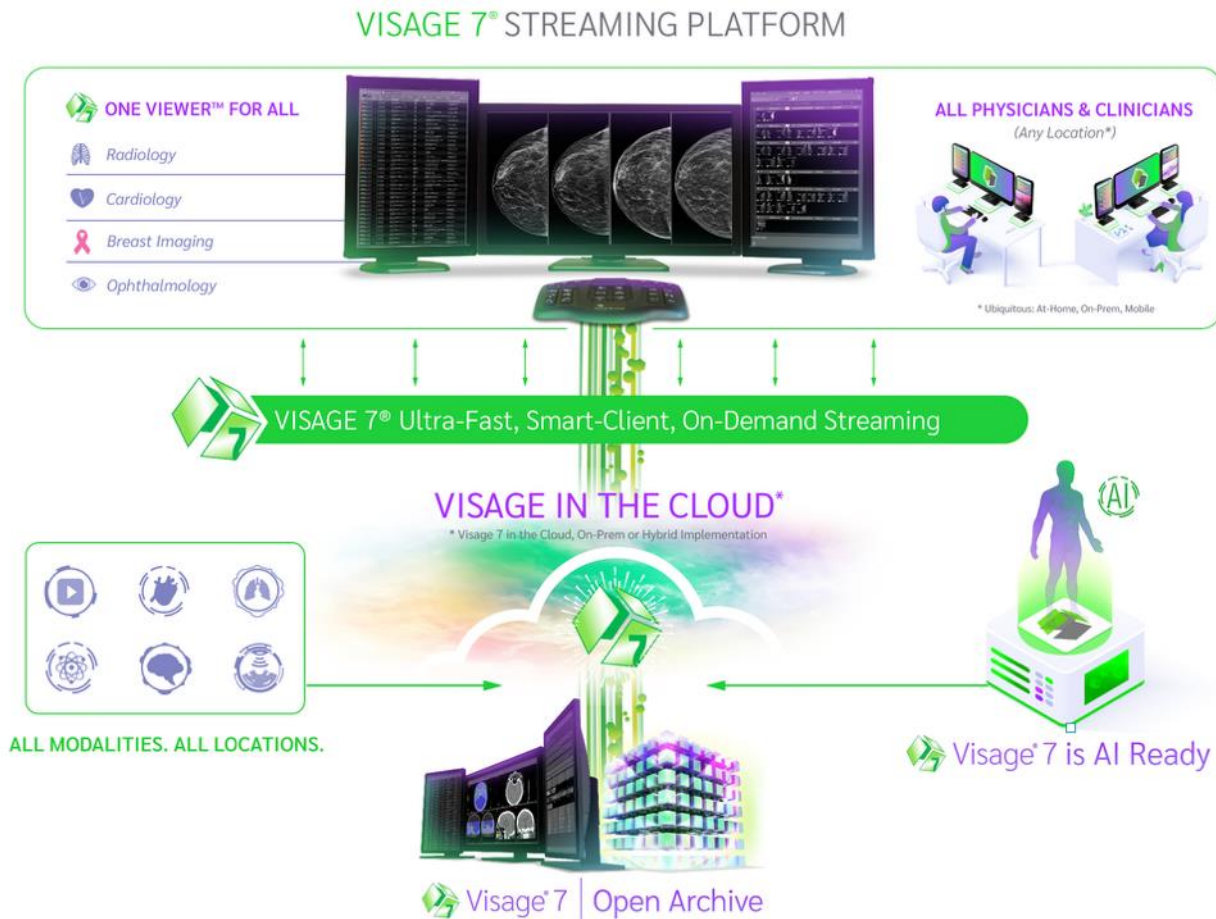 VISAGE 7® STREAMING PLATFORM
ONE VIEWER™ FOR ALL
Radiology
Cardiology
Breast Imaging
Ophthalmology
ALL PHYSICIANS & CLINICIANS
(Any Location*)
* Ubiquitous: At-Home, On-Prem, Mobile
7 VISAGE 7® Ultra-Fast, Smart-Client, On-Demand Streaming
VISAGE IN THE CLOUD*
* Visage 7 in the Cloud, On-Prem or Hybrid Implementation
7
AI
ALL MODALITIES. ALL LOCATIONS.
Visage® 7 is AI Ready
Visage® 7 | Open Archive